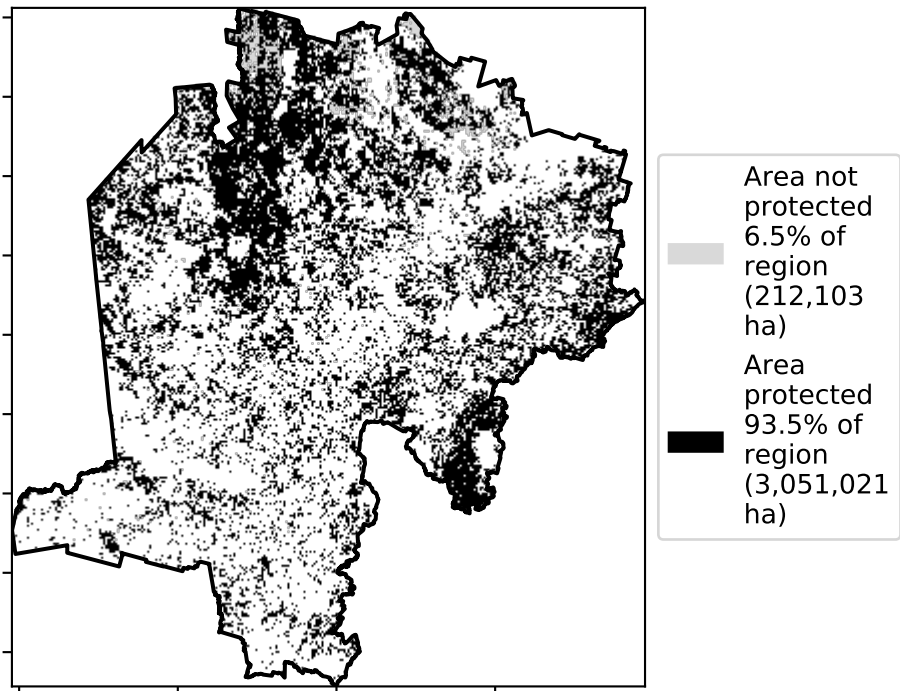 Area not
protected
6.5% of
region
(212,103
ha)
Area
protected
93.5% of
region
(3,051,021
ha)